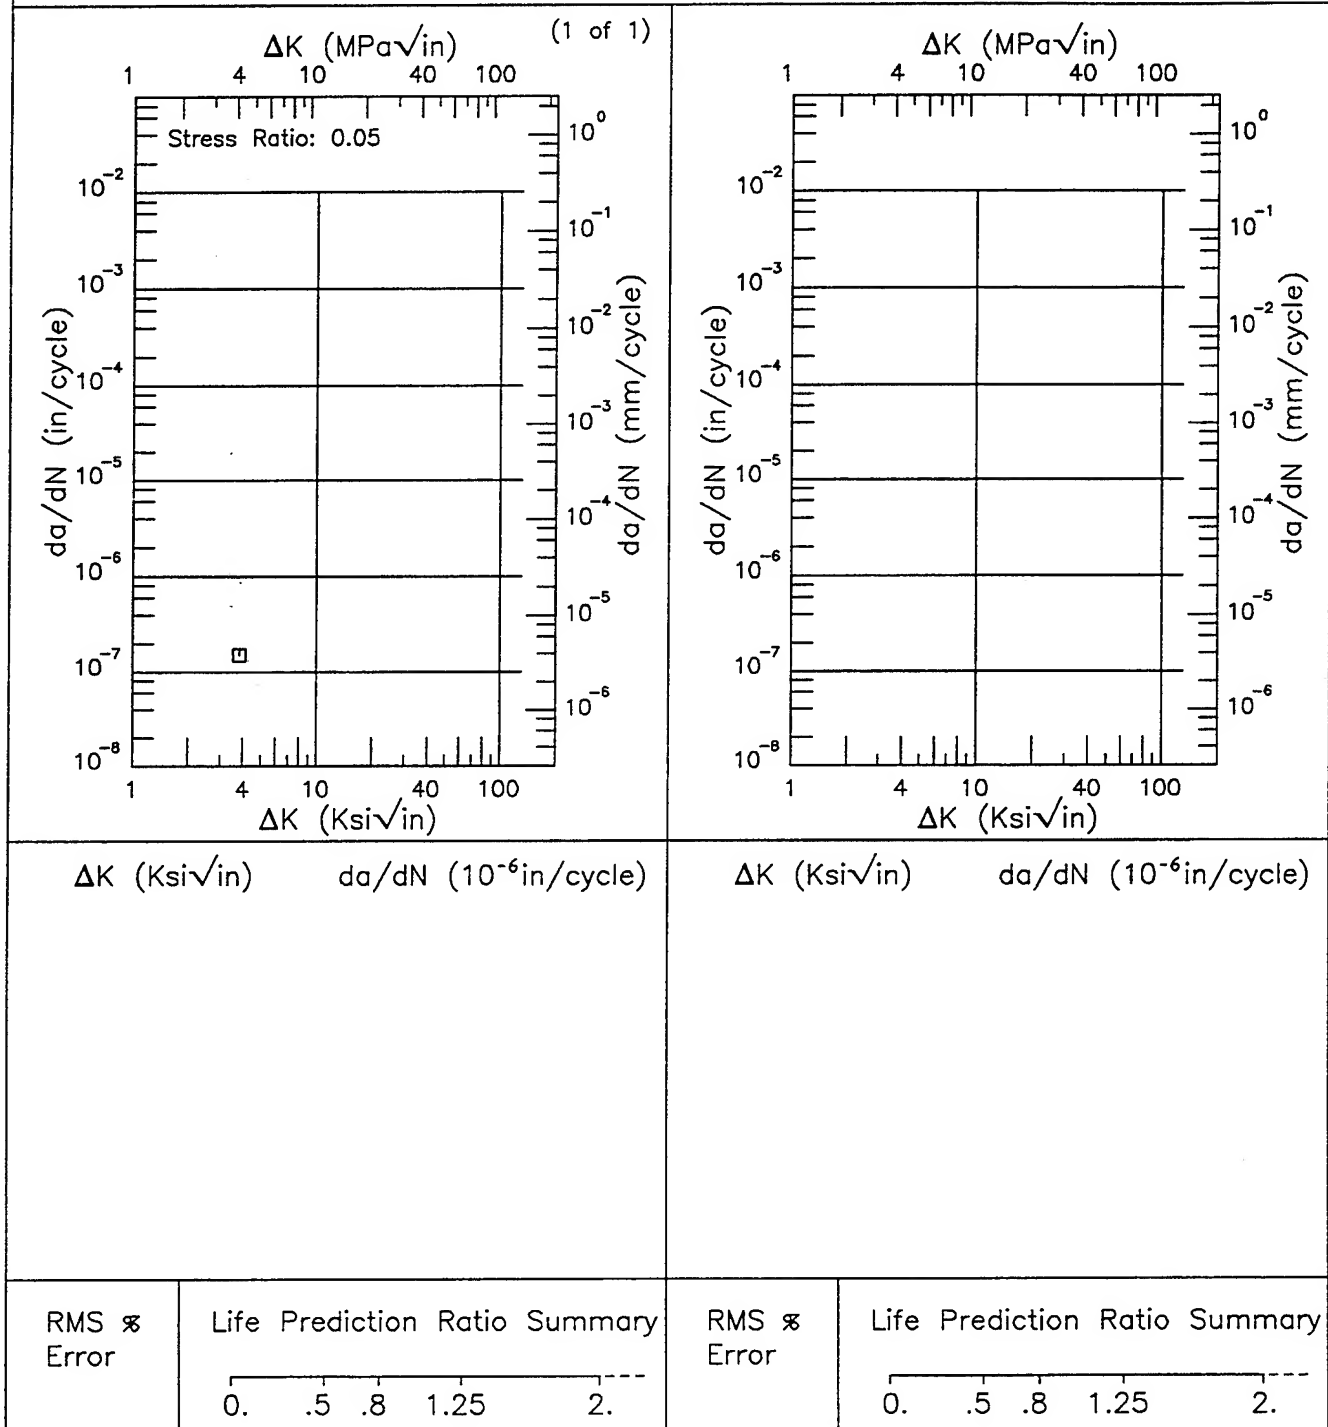 (1 of 1)
ΔK (MPa√in)
1 4 10 40 100
Stress Ratio: 0.05
da/dN (in/cycle)
10⁻²
10⁻³
10⁻⁴
10⁻⁵
10⁻⁶
10⁻⁷
10⁻⁸
10⁰
10⁻¹
10⁻²
10⁻³
10⁻⁴
10⁻⁵
10⁻⁶
da/dN (mm/cycle)
1 4 10 40 100
ΔK (Ksi√in)
ΔK (MPa√in)
1 4 10 40 100
da/dN (in/cycle)
10⁻²
10⁻³
10⁻⁴
10⁻⁵
10⁻⁶
10⁻⁷
10⁻⁸
10⁰
10⁻¹
10⁻²
10⁻³
10⁻⁴
10⁻⁵
10⁻⁶
da/dN (mm/cycle)
1 4 10 40 100
ΔK (Ksi√in)
ΔK (Ksi√in) da/dN (10⁻⁶in/cycle)
ΔK (Ksi√in) da/dN (10⁻⁶in/cycle)
RMS %
Error
Life Prediction Ratio Summary
0. .5 .8 1.25 2.
RMS %
Error
Life Prediction Ratio Summary
0. .5 .8 1.25 2.